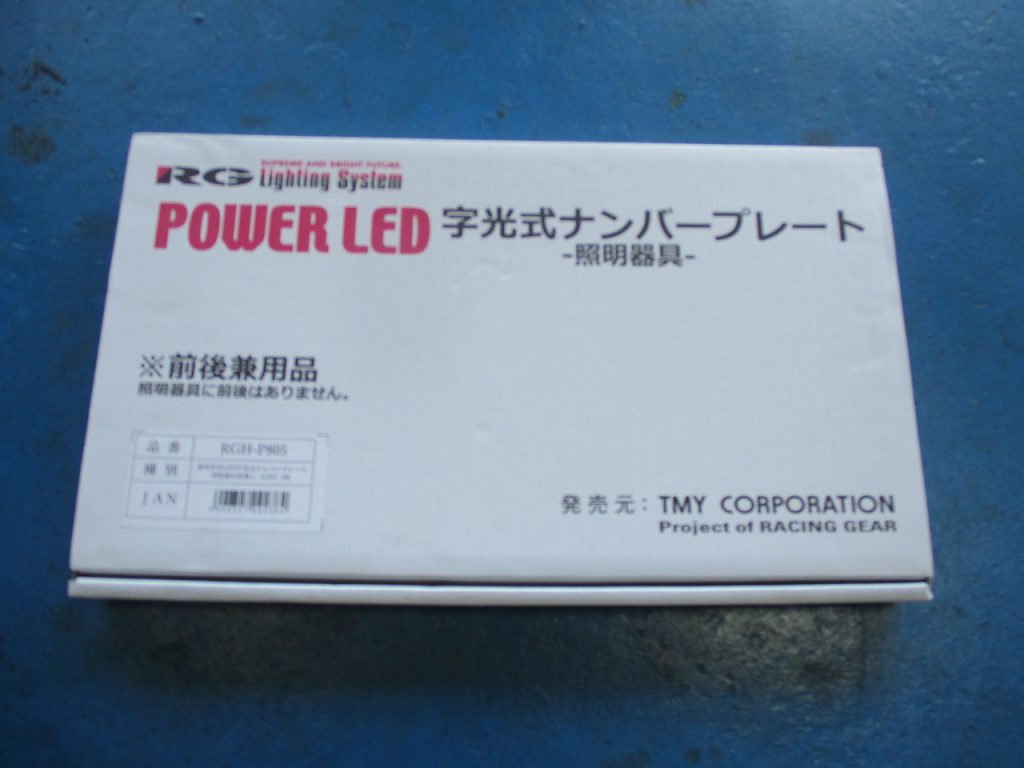 RG
SUPREME AND BRIGHT FUTURE.
Lighting System
POWER LED 字光式ナンバープレート
-照明器具-
※前後兼用品
照明器具に前後はありません。
品番 RGH-P805
種別
JAN
発売元: TMY CORPORATION
Project of RACING GEAR